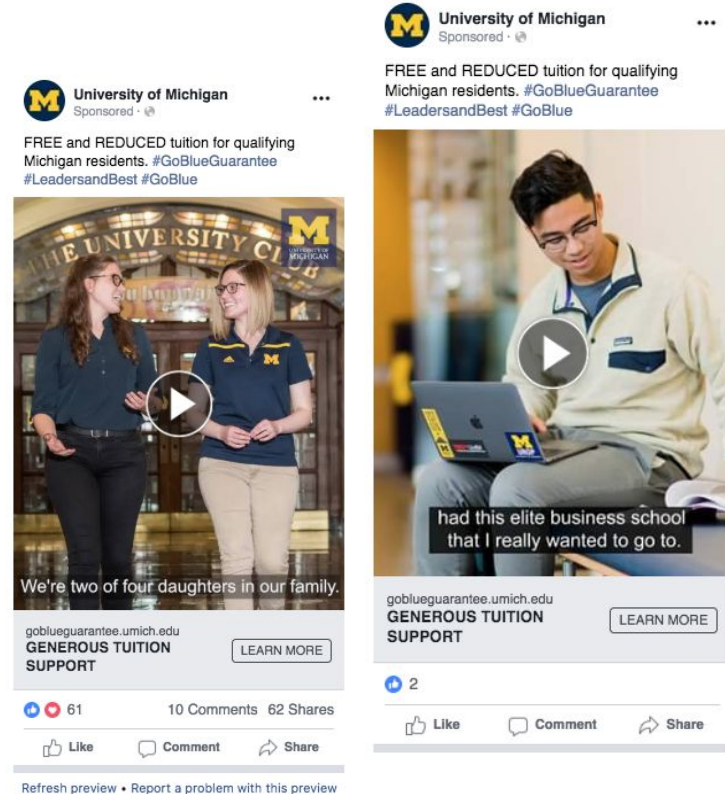 University of Michigan
Sponsored ·
FREE and REDUCED tuition for qualifying
Michigan residents. #GoBlueGuarantee
#LeadersandBest #GoBlue
THE UNIVERSITY CLUB
M
UNIVERSITY OF
MICHIGAN
M
We're two of four daughters in our family.
goblueguarantee.umich.edu
GENEROUS TUITION
SUPPORT
LEARN MORE
61
10 Comments 62 Shares
Like
Comment
Share
Refresh preview • Report a problem with this preview
University of Michigan
Sponsored ·
FREE and REDUCED tuition for qualifying
Michigan residents. #GoBlueGuarantee
#LeadersandBest #GoBlue
M
had this elite business school
that I really wanted to go to.
goblueguarantee.umich.edu
GENEROUS TUITION
SUPPORT
LEARN MORE
2
Like
Comment
Share